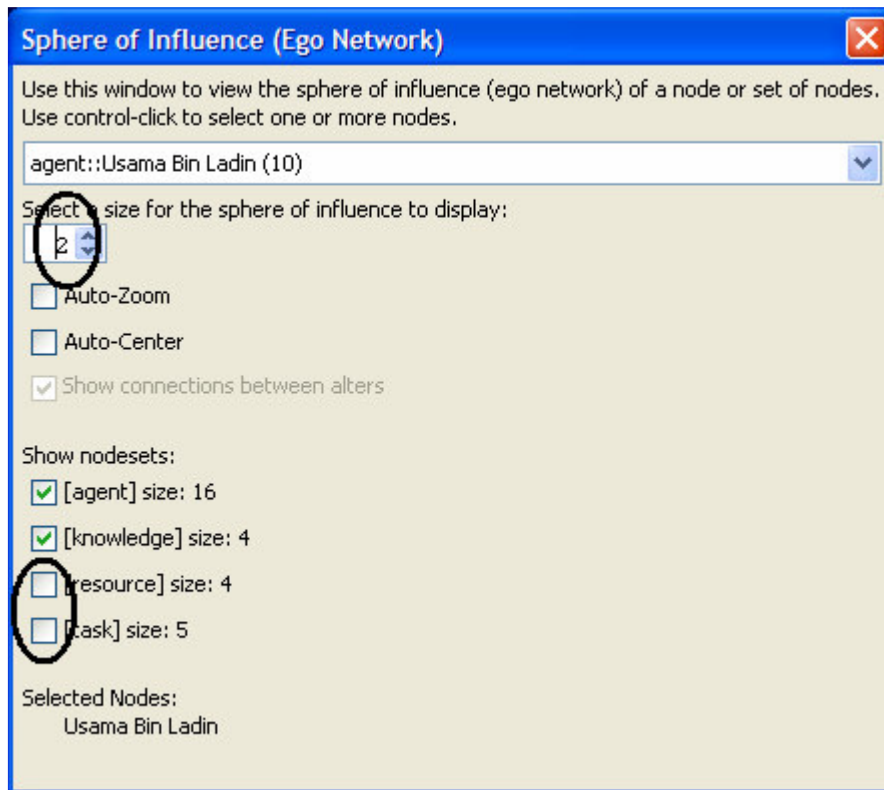 Sphere of Influence (Ego Network)
Use this window to view the sphere of influence (ego network) of a node or set of nodes.
Use control-click to select one or more nodes.
agent::Usama Bin Ladin (10)
Select a size for the sphere of influence to display:
2
Auto-Zoom
Auto-Center
Show connections between alters
Show nodesets:
[agent] size: 16
[knowledge] size: 4
[resource] size: 4
[task] size: 5
Selected Nodes:
Usama Bin Ladin